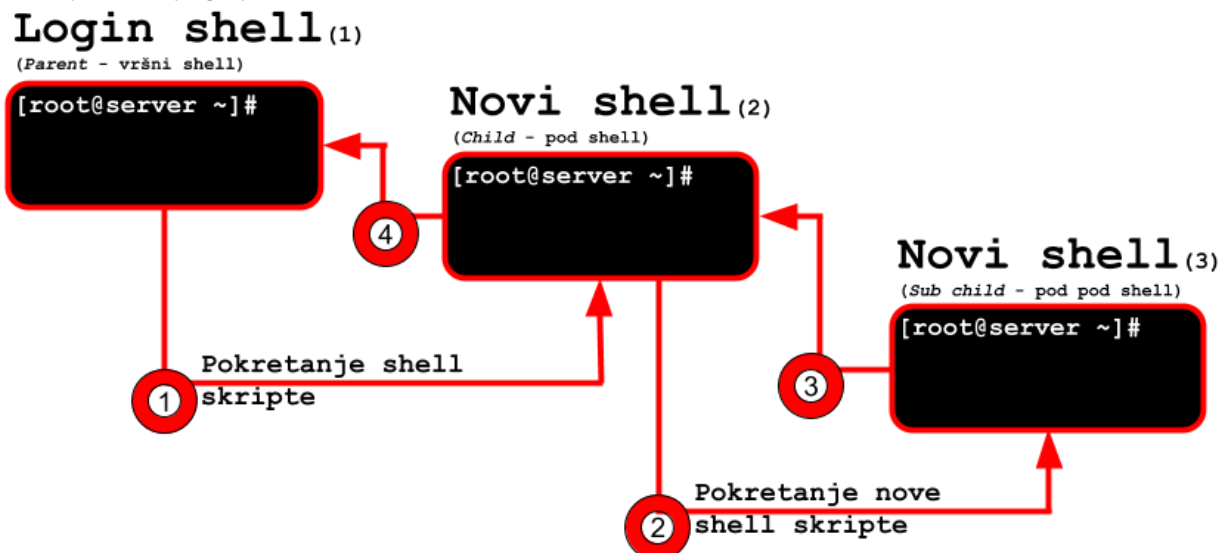 Login shell(1)
(Parent - vršni shell)
[root@server ~]#
Novi shell(2)
(Child - pod shell)
[root@server ~]#
4
Novi shell(3)
(Sub child - pod pod shell)
[root@server ~]#
Pokretanje shell
1 skripte
3
Pokretanje nove
2 shell skripte